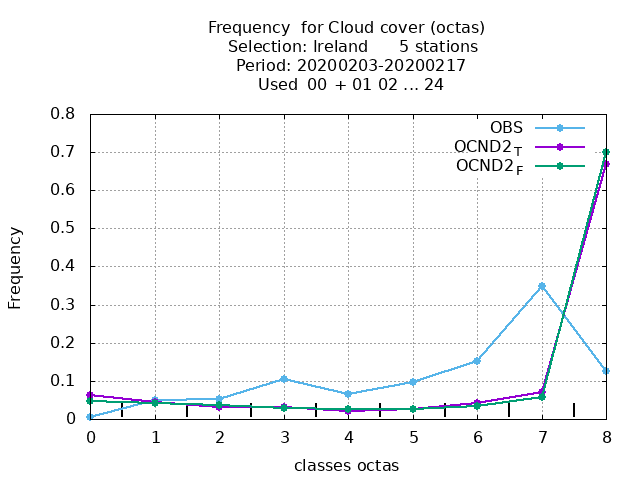 Frequency  for Cloud cover (octas)
Selection: Ireland      5 stations
Period: 20200203-20200217
Used  00  + 01 02 ... 24
0.8
0.7
0.6
0.5
0.4
0.3
0.2
0.1
0
Frequency
OBS
OCND2_T
OCND2_F
0 1 2 3 4 5 6 7 8
classes octas